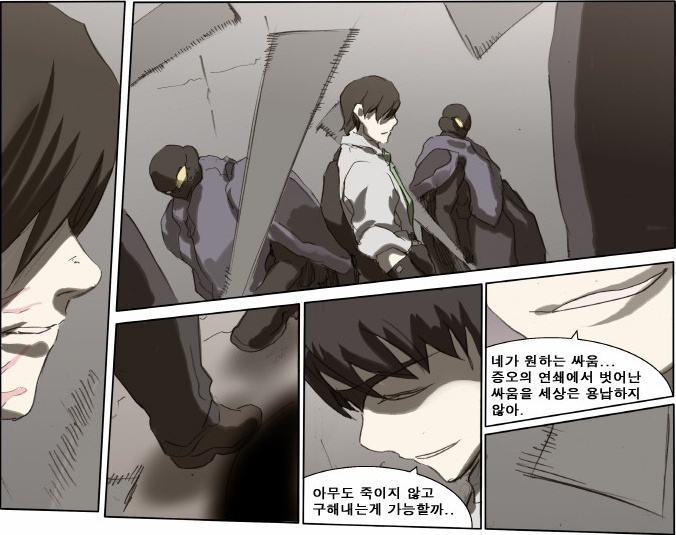 네가 원하는 싸움...
증오의 연쇄에서 벗어난
싸움을 세상은 용납하지
않아.
아무도 죽이지 않고
구해내는게 가능할까..